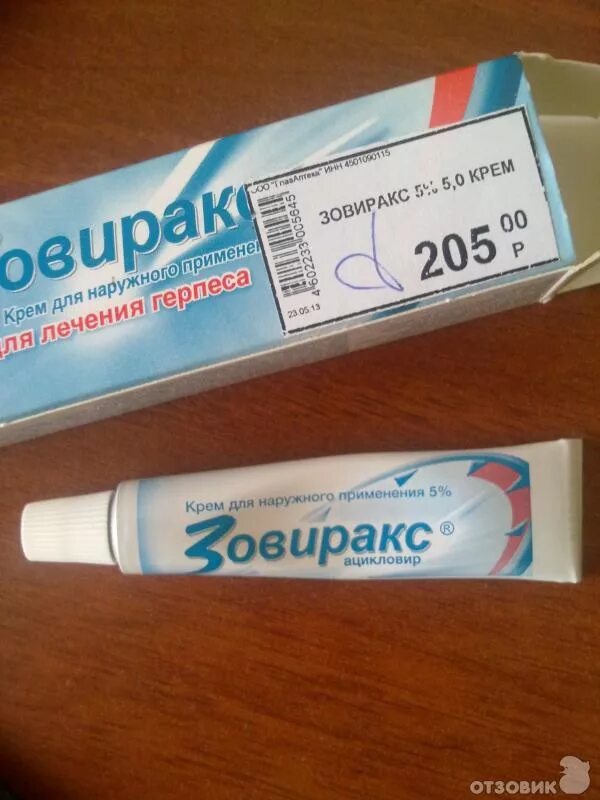 Зовиракс
Крем для наружного
для лечения герпеса
ООО "ГлавАптека" ИНН 4501090115
ЗОВИРАКС 5% 5,0 КРЕМ
205 00
Р
4602233005645
23.05.13
Крем для наружного применения 5%
Зовиракс®
ацикловир
ОТЗОВИК